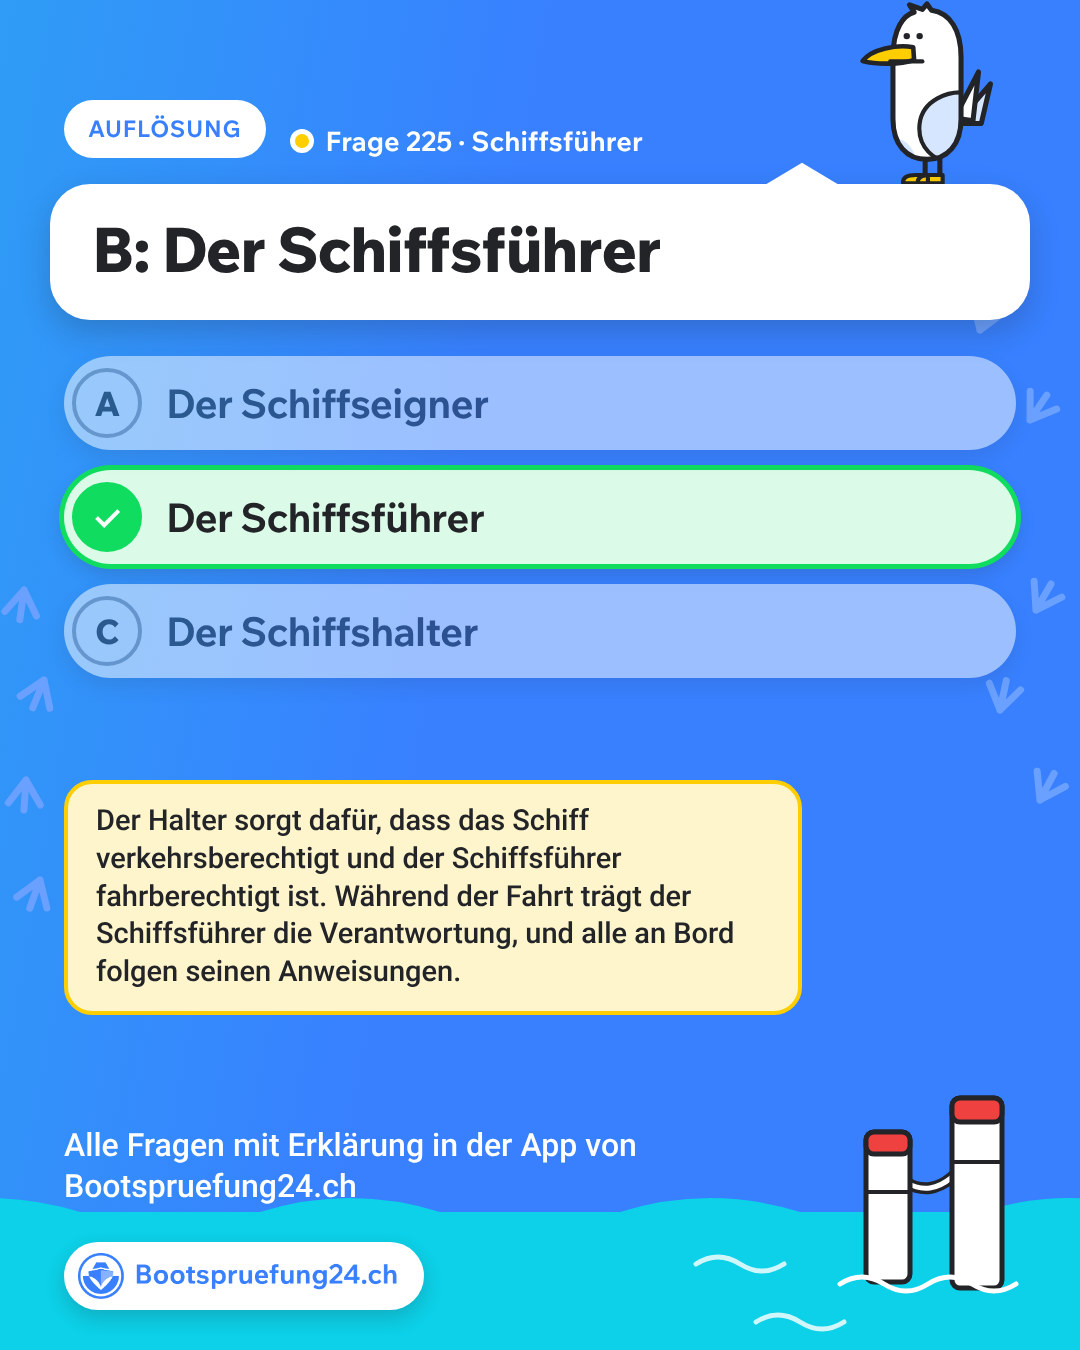 AUFLÖSUNG
Frage 225 · Schiffsführer
B: Der Schiffsführer
A
Der Schiffseigner
Der Schiffsführer
C
Der Schiffshalter
Der Halter sorgt dafür, dass das Schiff
verkehrsberechtigt und der Schiffsführer
fahrberechtigt ist. Während der Fahrt trägt der
Schiffsführer die Verantwortung, und alle an Bord
folgen seinen Anweisungen.
Alle Fragen mit Erklärung in der App von
Bootspruefung24.ch
Bootspruefung24.ch